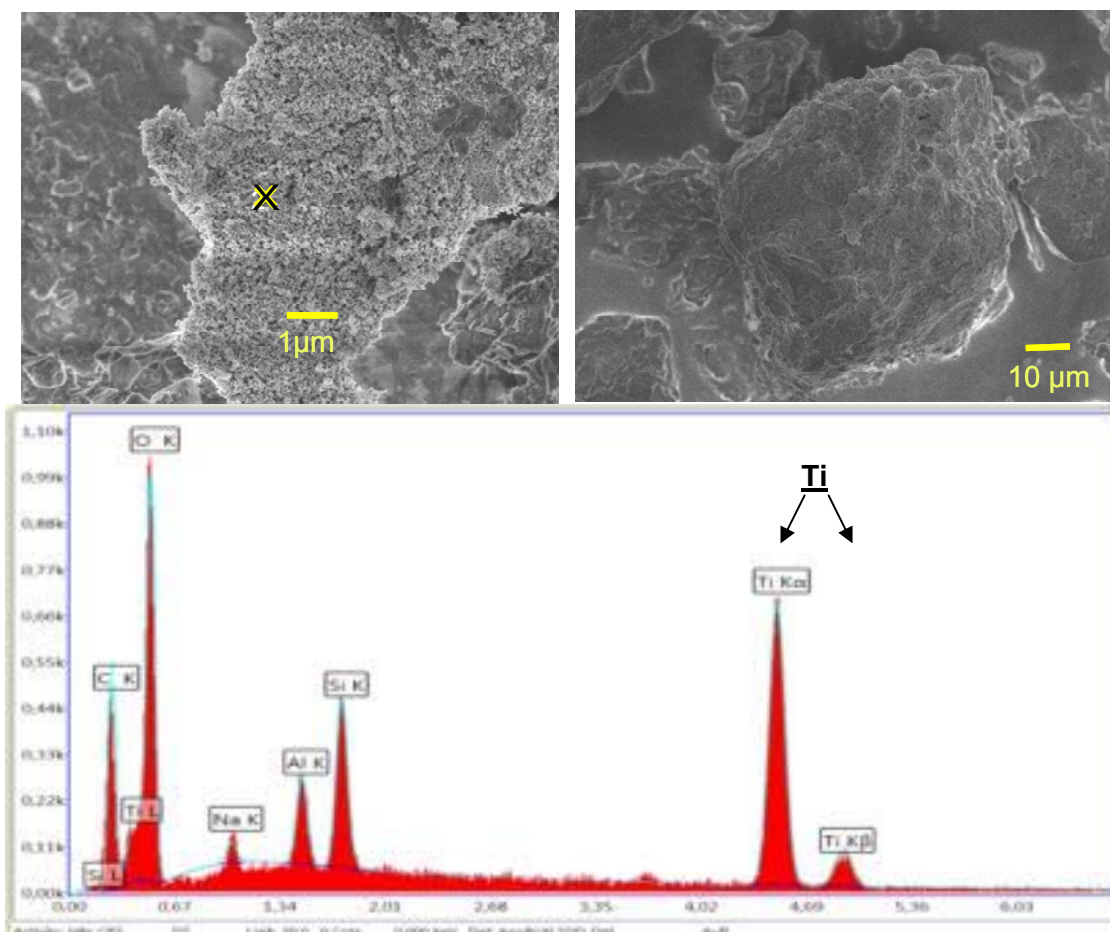 X
1µm
10 µm
1,10k
0,99k
0,88k
0,77k
0,66k
0,55k
0,44k
0,33k
0,22k
0,11k
0,00k
O K
Ti
Ti Kα
C K
Si K
Al K
Ti L
Na K
Ti Kβ
Si L
0,00 0,67 1,34 2,01 2,68 3,35 4,02 4,69 5,36 6,03